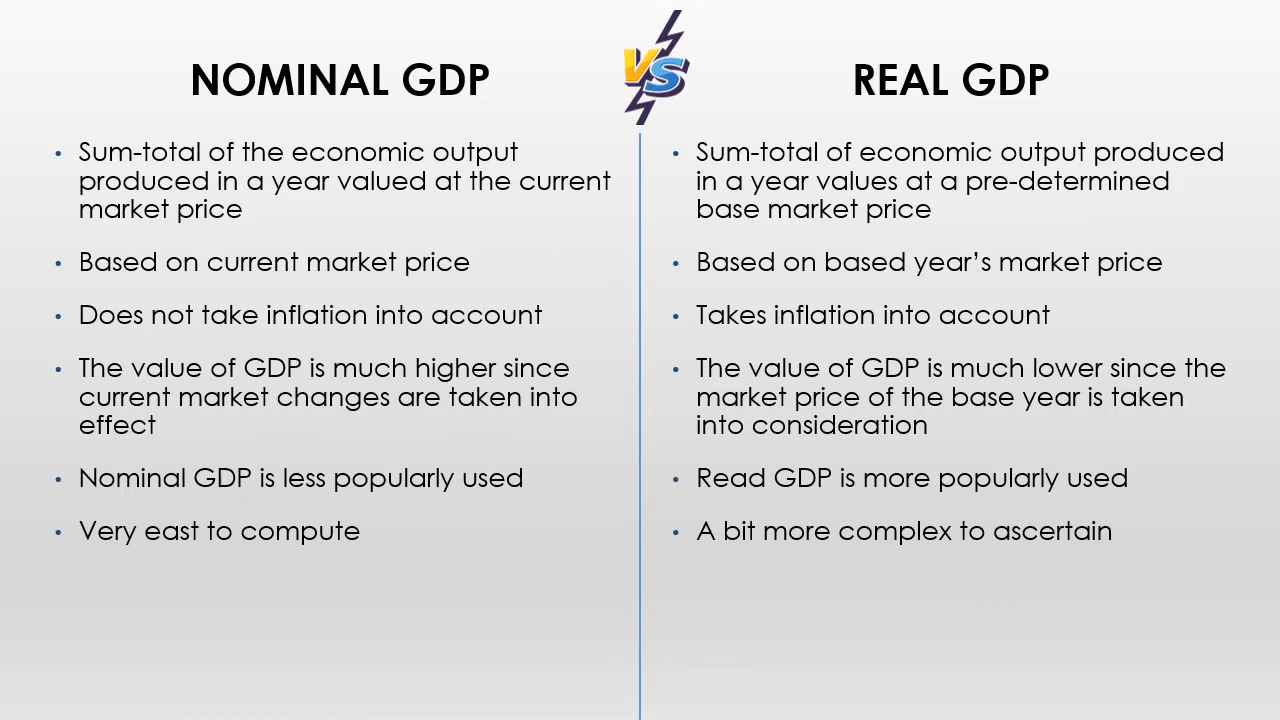 NOMINAL GDP
VS
REAL GDP
• Sum-total of the economic output
produced in a year valued at the current
market price
• Based on current market price
• Does not take inflation into account
• The value of GDP is much higher since
current market changes are taken into
effect
• Nominal GDP is less popularly used
• Very east to compute
• Sum-total of economic output produced
in a year values at a pre-determined
base market price
• Based on based year’s market price
• Takes inflation into account
• The value of GDP is much lower since the
market price of the base year is taken
into consideration
• Read GDP is more popularly used
• A bit more complex to ascertain